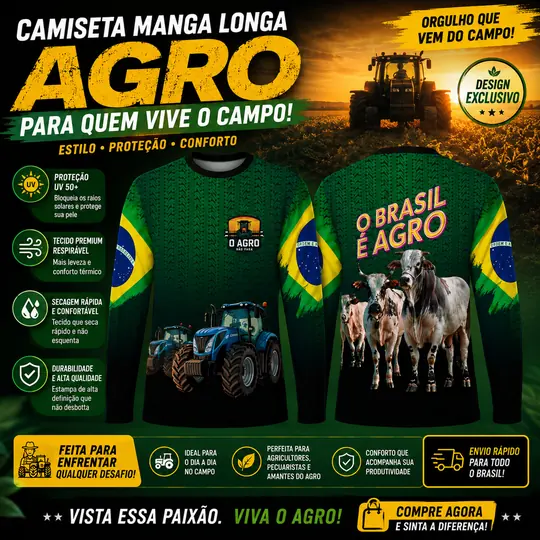 CAMISETA MANGA LONGA
AGRO
PARA QUEM VIVE O CAMPO!
ESTILO • PROTEÇÃO • CONFORTO
ORGULHO QUE
VEM DO CAMPO!
DESIGN
EXCLUSIVO
UV
PROTEÇÃO
UV 50+
Bloqueia os raios
solares e protege
sua pele
TECIDO PREMIUM
RESPIRÁVEL
Mais leveza e
conforto térmico
SECAGEM RÁPIDA
E CONFORTÁVEL
Tecido que seca
rápido e não
esquenta
DURABILIDADE
E ALTA QUALIDADE
Estampa de alta
definição que
não desbotta
O AGRO
NÃO PARA
O BRASIL
É AGRO
FEITA PARA
ENFRENTAR
QUALQUER DESAFIO!
IDEAL PARA
O DIA A DIA
NO CAMPO
PERFEITA PARA
AGRICULTORES,
PECUARISTAS E
AMANTES DO AGRO
CONFORTO QUE
ACOMPANHA SUA
PRODUTIVIDADE
ENVIO RÁPIDO
PARA TODO
O BRASIL!
VISTA ESSA PAIXÃO. VIVA O AGRO!
COMPRE AGORA
E SINTA A DIFERENÇA!